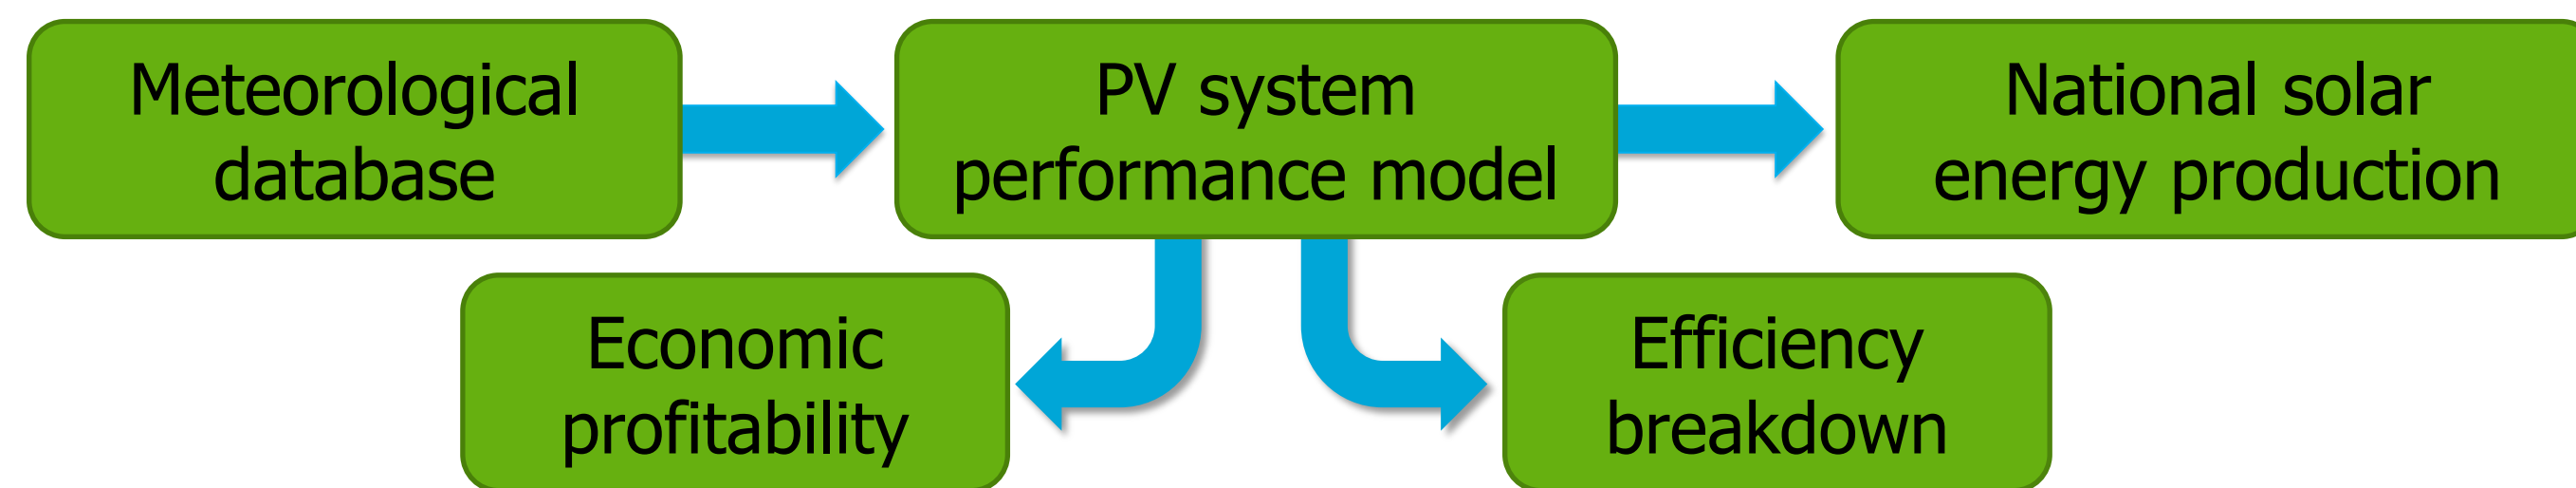 Meteorological
database
PV system
performance model
National solar
energy production
Economic
profitability
Efficiency
breakdown